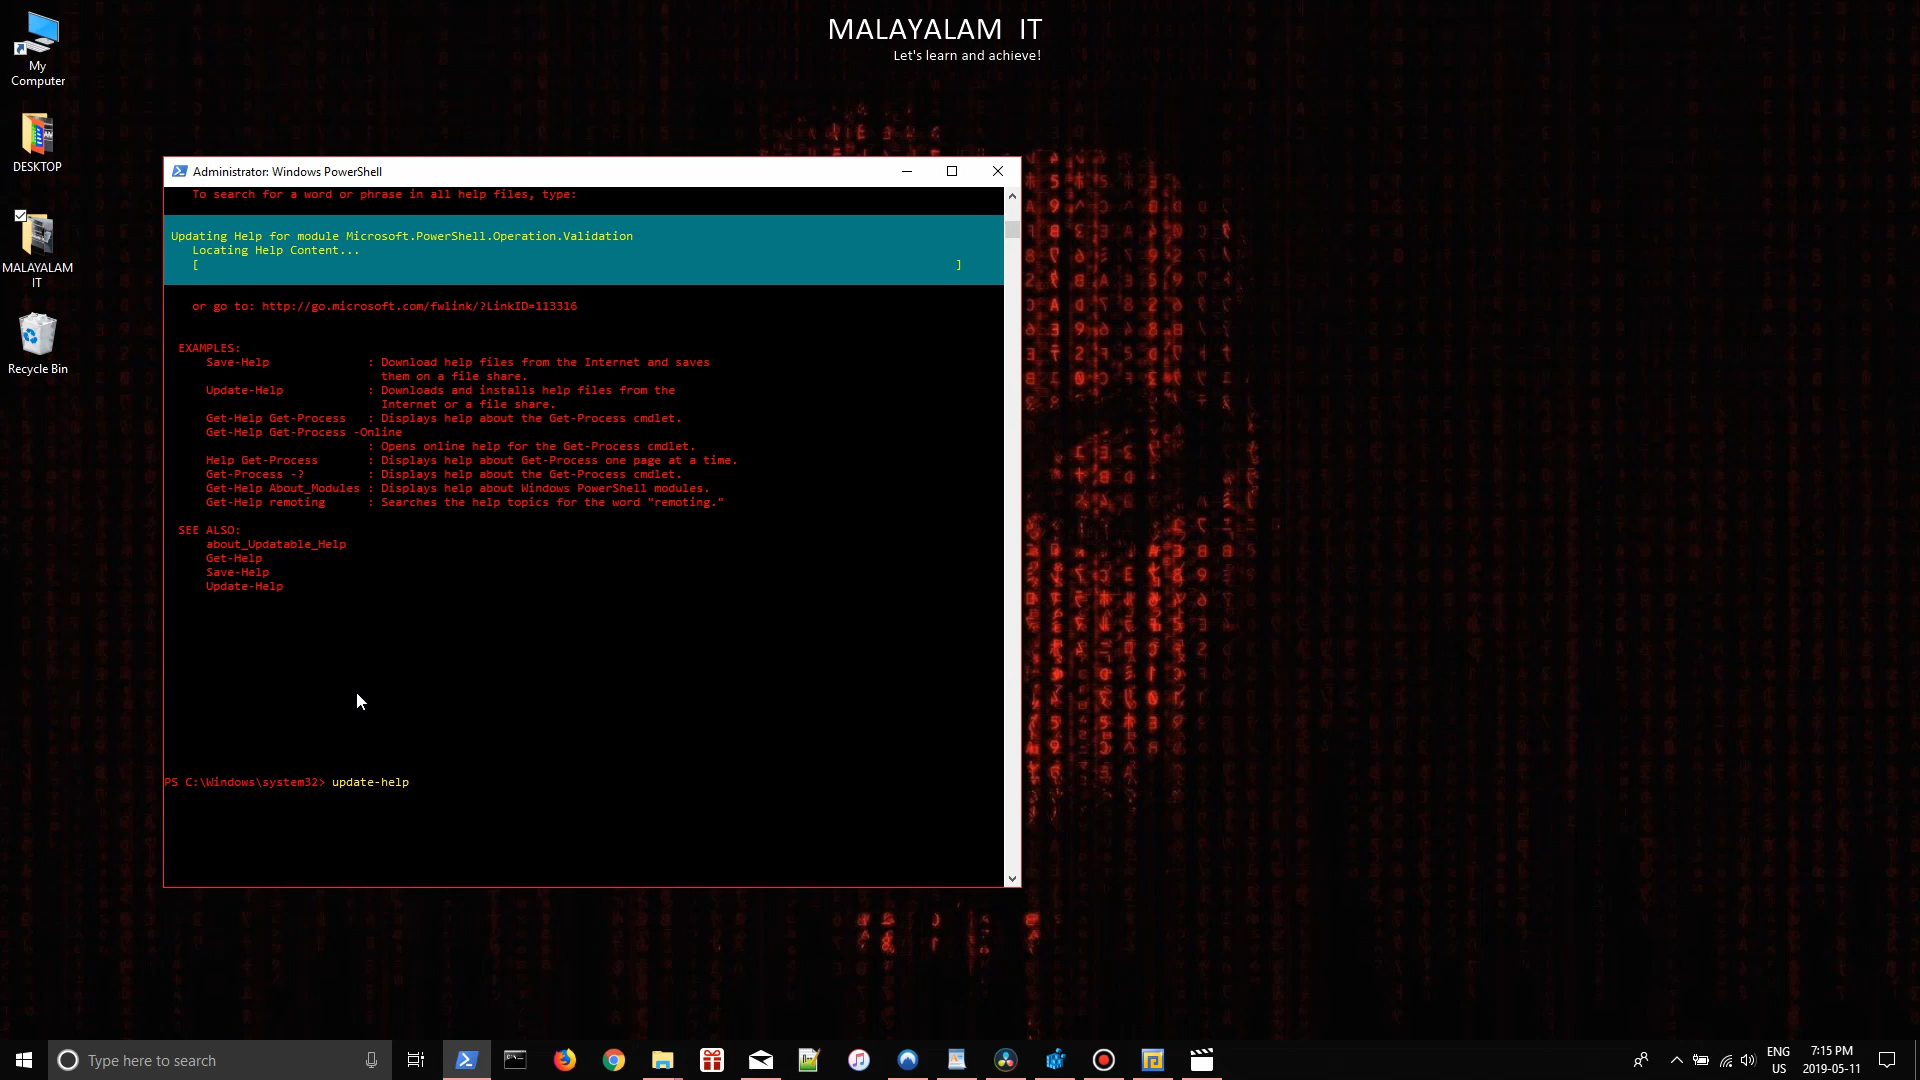 MALAYALAM IT
Let's learn and achieve!
My
Computer
DESKTOP
MALAYALAM
IT
Recycle Bin
Administrator: Windows PowerShell
To search for a word or phrase in all help files, type:
Updating Help for module Microsoft.PowerShell.Operation.Validation
Locating Help Content...
[ ]
or go to: http://go.microsoft.com/fwlink/?LinkID=113316
EXAMPLES:
Save-Help : Download help files from the Internet and saves
them on a file share.
Update-Help : Downloads and installs help files from the
Internet or a file share.
Get-Help Get-Process : Displays help about the Get-Process cmdlet.
Get-Help Get-Process -Online
: Opens online help for the Get-Process cmdlet.
Help Get-Process : Displays help about Get-Process one page at a time.
Get-Process -? : Displays help about the Get-Process cmdlet.
Get-Help About_Modules : Displays help about Windows PowerShell modules.
Get-Help remoting : Searches the help topics for the word "remoting."
SEE ALSO:
about_Updatable_Help
Get-Help
Save-Help
Update-Help
PS C:\Windows\system32> update-help
Type here to search
ENG
US
7:15 PM
2019-05-11